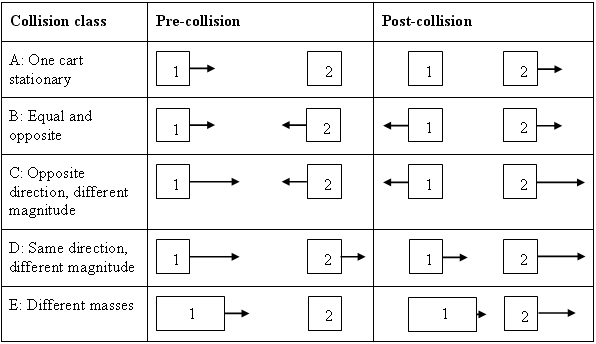 Collision class Pre-collision Post-collision
A: One cart
stationary
1 2 1 2
B: Equal and
opposite
1 2 1 2
C: Opposite
direction, different
magnitude
1 2 1 2
D: Same direction,
different magnitude
1 2 1 2
E: Different masses
1 2 1 2